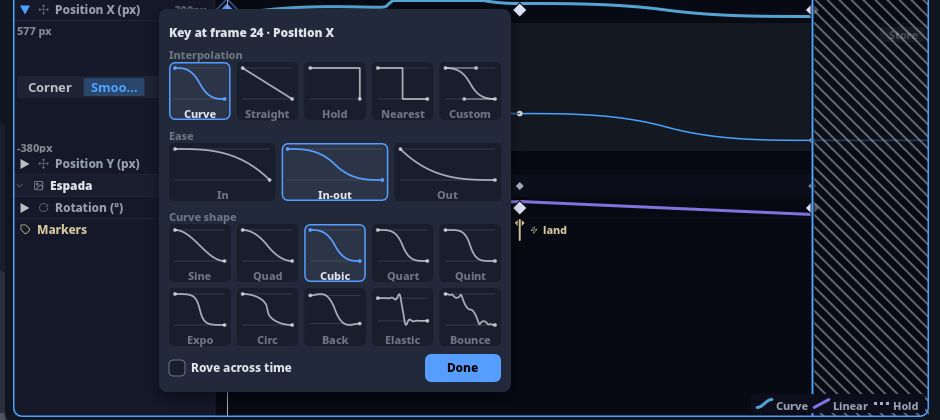 Position X (px)
577 px
Corner Smoo...
-380px
Position Y (px)
Espada
Rotation (°)
Markers
Key at frame 24 · Position X
Interpolation
Curve Straight Hold Nearest Custom
Ease
In In-out Out
Curve shape
Sine Quad Cubic Quart Quint
Expo Circ Back Elastic Bounce
Rove across time Done
Store
land
Curve Linear Hold